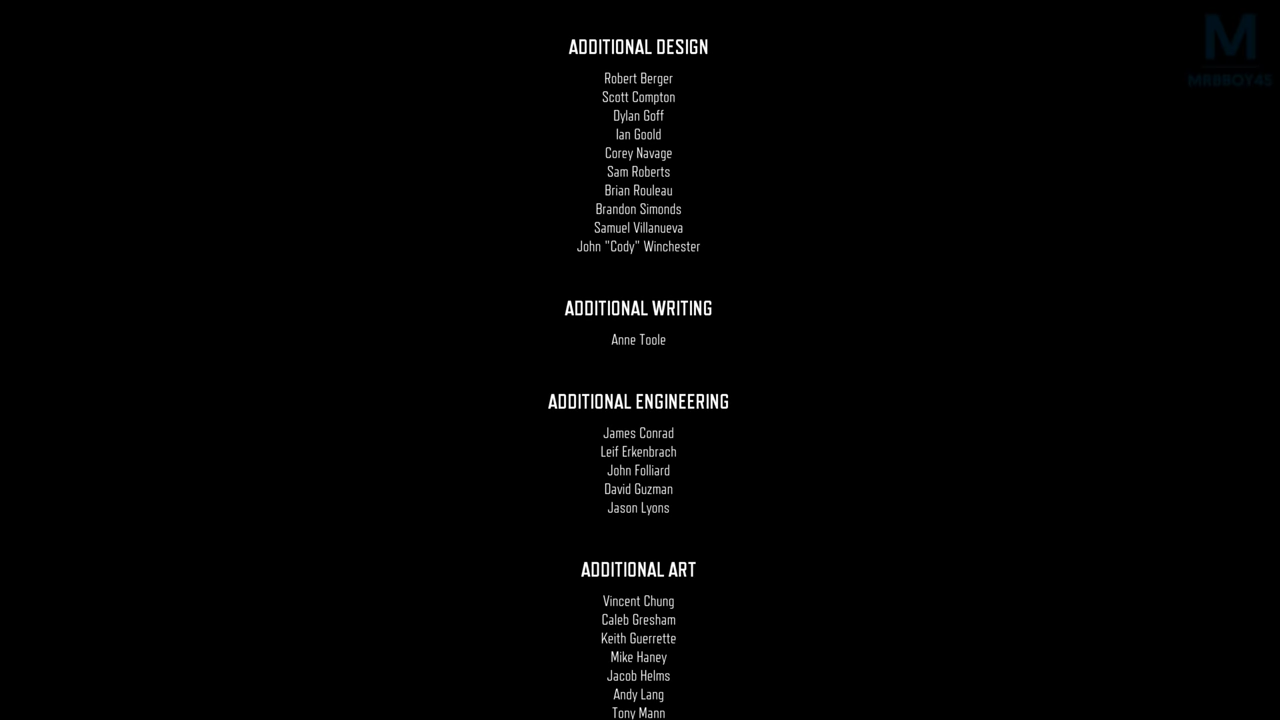 M
MRBBOY45
ADDITIONAL DESIGN
Robert Berger
Scott Compton
Dylan Goff
Ian Goold
Corey Navage
Sam Roberts
Brian Rouleau
Brandon Simonds
Samuel Villanueva
John "Cody" Winchester
ADDITIONAL WRITING
Anne Toole
ADDITIONAL ENGINEERING
James Conrad
Leif Erkenbrach
John Folliard
David Guzman
Jason Lyons
ADDITIONAL ART
Vincent Chung
Caleb Gresham
Keith Guerrette
Mike Haney
Jacob Helms
Andy Lang
Tony Mann